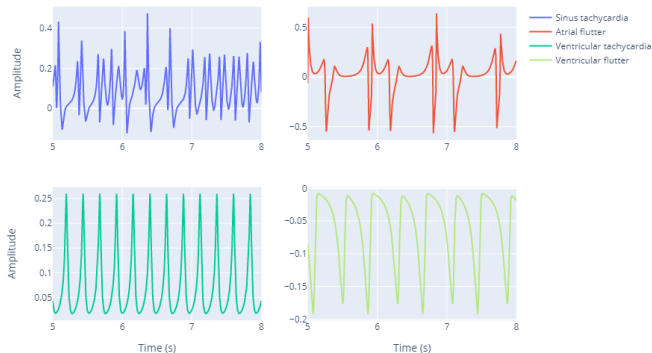 Sinus tachycardia
Atrial flutter
Ventricular tachycardia
Ventricular flutter
Amplitude
0.4
0.2
0
5 6 7 8
0.5
0
−0.5
5 6 7 8
Amplitude
0.25
0.2
0.15
0.1
0.05
5 6 7 8
Time (s)
0
−0.05
−0.1
−0.15
−0.2
5 6 7 8
Time (s)